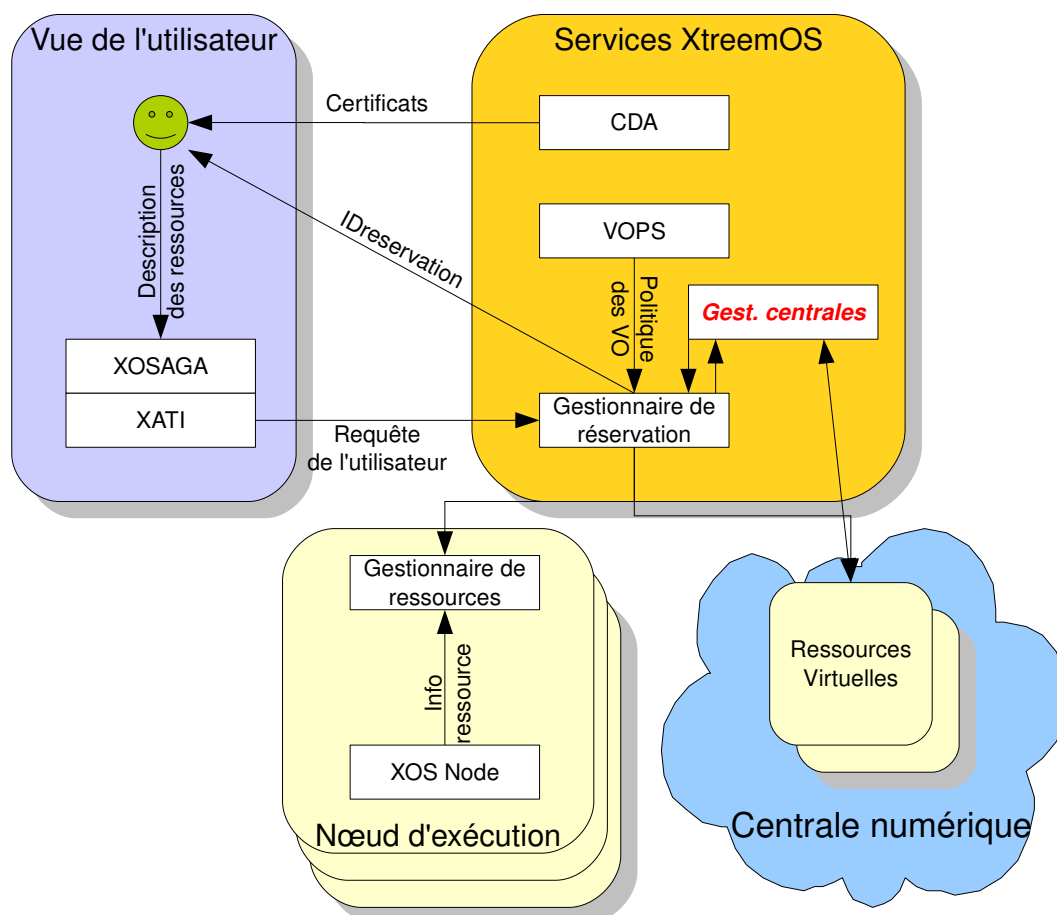 Vue de l'utilisateur
Services XtreemOS
Certificats
CDA
Description
des ressources
IDreservation
VOPS
Politique
des VO
Gest. centrales
XOSAGA
XATI
Requête
de l'utilisateur
Gestionnaire de
réservation
Gestionnaire de
ressources
Info
ressource
XOS Node
Nœud d'exécution
Ressources
Virtuelles
Centrale numérique